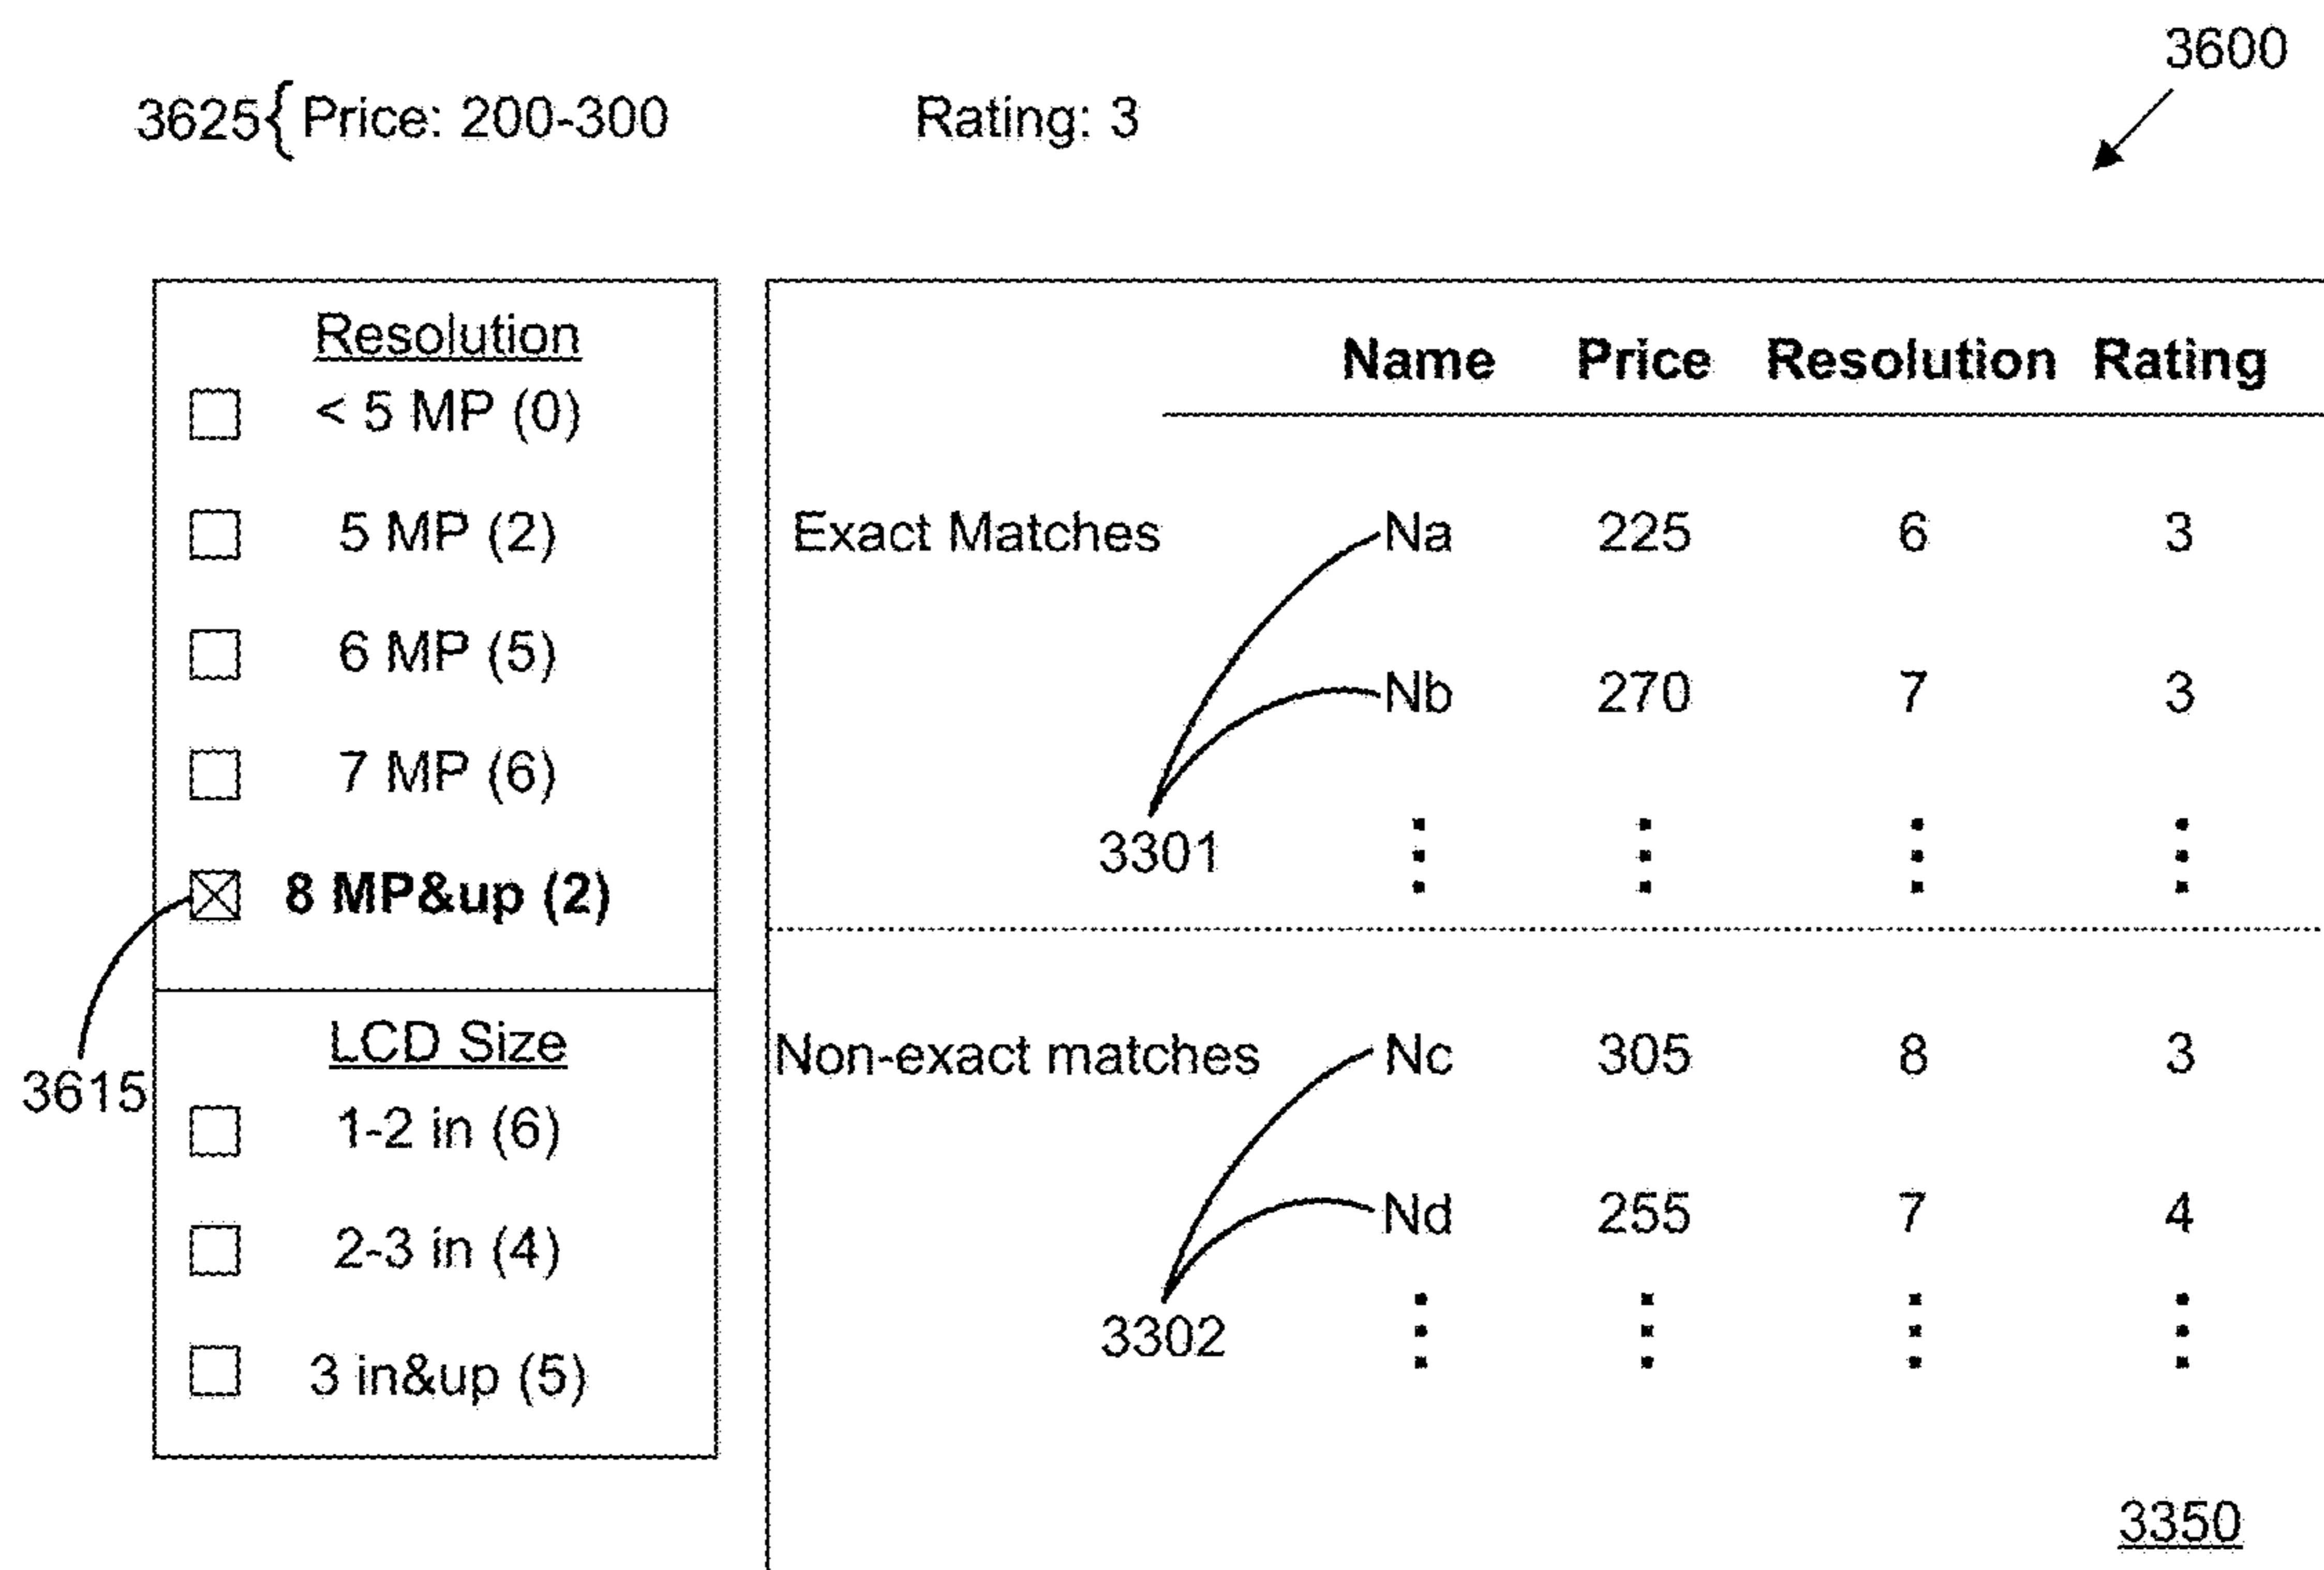 3600
3625{ Price: 200-300 Rating: 3
Resolution
< 5 MP (0)
5 MP (2)
6 MP (5)
7 MP (6)
8 MP&up (2)
3615
LCD Size
1-2 in (6)
2-3 in (4)
3 in&up (5)
Name Price Resolution Rating
Exact Matches Na 225 6 3
Nb 270 7 3
3301
Non-exact matches Nc 305 8 3
Nd 255 7 4
3302
3350